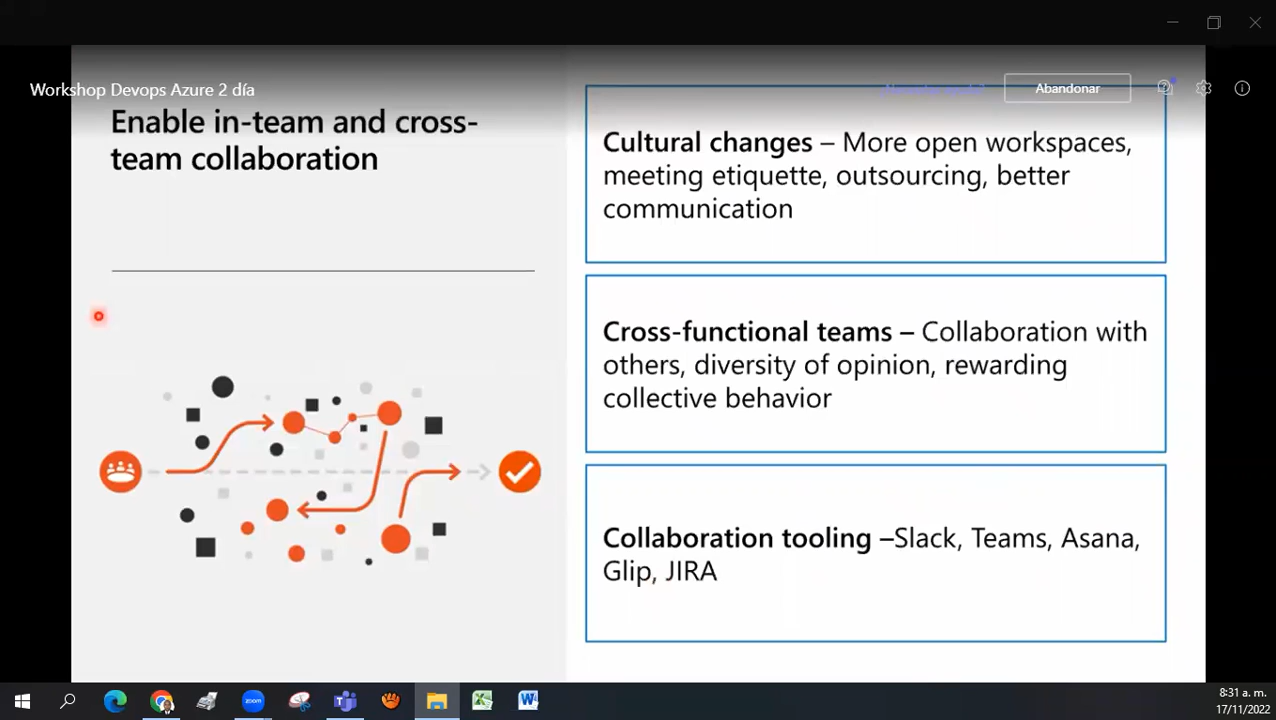 Workshop Devops Azure 2 día
Abandonar
Enable in-team and cross-
team collaboration
Cultural changes – More open workspaces,
meeting etiquette, outsourcing, better
communication
Cross-functional teams – Collaboration with
others, diversity of opinion, rewarding
collective behavior
Collaboration tooling –Slack, Teams, Asana,
Glip, JIRA
zoom
8:31 a. m.
17/11/2022